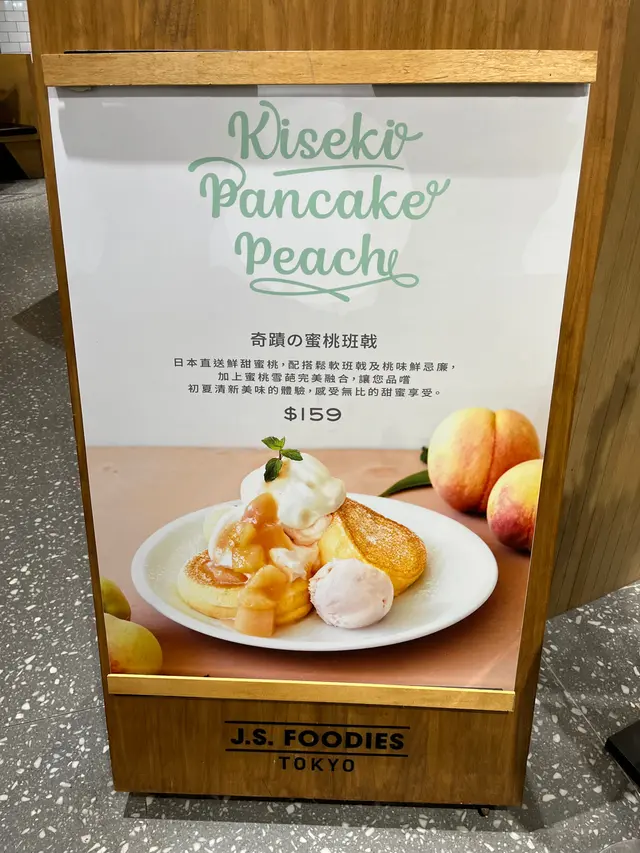 Kiseki
Pancake
Peach
奇蹟の蜜桃班戟
日本直送鮮甜蜜桃，配搭鬆軟班戟及桃味鮮忌廉，
加上蜜桃雪葩完美融合，讓您品嚐
初夏清新美味的體驗，感受無比的甜蜜享受。
$159
J.S. FOODIES
TOKYO